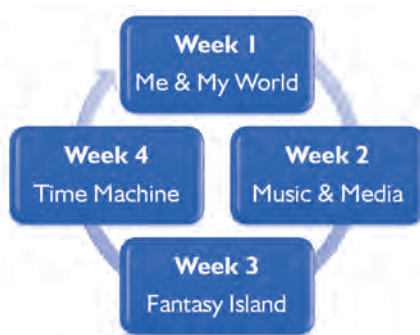 Week 1
Me & My World
Week 2
Music & Media
Week 3
Fantasy Island
Week 4
Time Machine